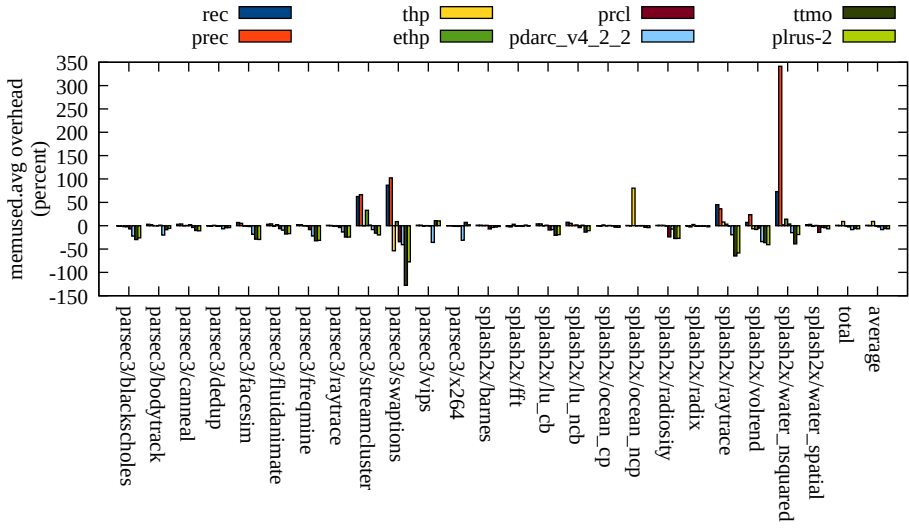 rec thp prcl ttmo
prec ethp pdarc_v4_2_2 plrus-2
memused.avg overhead
(percent)
350
300
250
200
150
100
50
0
-50
-100
-150
parsec3/blackscholes
parsec3/bodytrack
parsec3/canneal
parsec3/dedup
parsec3/facesim
parsec3/fluidanimate
parsec3/freqmine
parsec3/raytrace
parsec3/streamcluster
parsec3/swaptions
parsec3/vips
parsec3/x264
splash2x/barnes
splash2x/fft
splash2x/lu_cb
splash2x/lu_ncb
splash2x/ocean_cp
splash2x/ocean_ncp
splash2x/radiosity
splash2x/radix
splash2x/raytrace
splash2x/volrend
splash2x/water_nsquared
splash2x/water_spatial
total
average